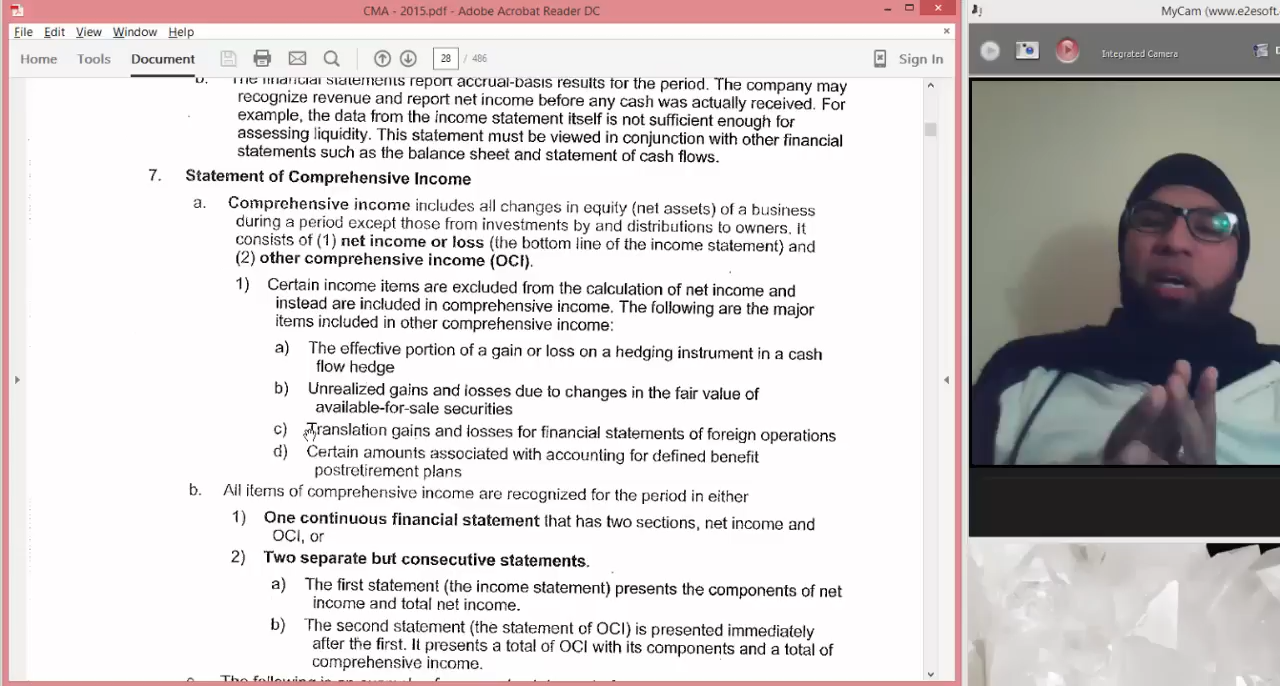 CMA - 2015.pdf - Adobe Acrobat Reader DC
MyCam (www.e2esoft.
File Edit View Window Help
Home Tools Document 28 / 486 Sign In
Integrated Camera
b. The financial statements report accrual-basis results for the period. The company may
recognize revenue and report net income before any cash was actually received. For
example, the data from the income statement itself is not sufficient enough for
assessing liquidity. This statement must be viewed in conjunction with other financial
statements such as the balance sheet and statement of cash flows.
7. Statement of Comprehensive Income
a. Comprehensive income includes all changes in equity (net assets) of a business
during a period except those from investments by and distributions to owners. It
consists of (1) net income or loss (the bottom line of the income statement) and
(2) other comprehensive income (OCI).
1) Certain income items are excluded from the calculation of net income and
instead are included in comprehensive income. The following are the major
items included in other comprehensive income:
a) The effective portion of a gain or loss on a hedging instrument in a cash
flow hedge
b) Unrealized gains and losses due to changes in the fair value of
available-for-sale securities
c) Translation gains and losses for financial statements of foreign operations
d) Certain amounts associated with accounting for defined benefit
postretirement plans
b. All items of comprehensive income are recognized for the period in either
1) One continuous financial statement that has two sections, net income and
OCI, or
2) Two separate but consecutive statements.
a) The first statement (the income statement) presents the components of net
income and total net income.
b) The second statement (the statement of OCI) is presented immediately
after the first. It presents a total of OCI with its components and a total of
comprehensive income.